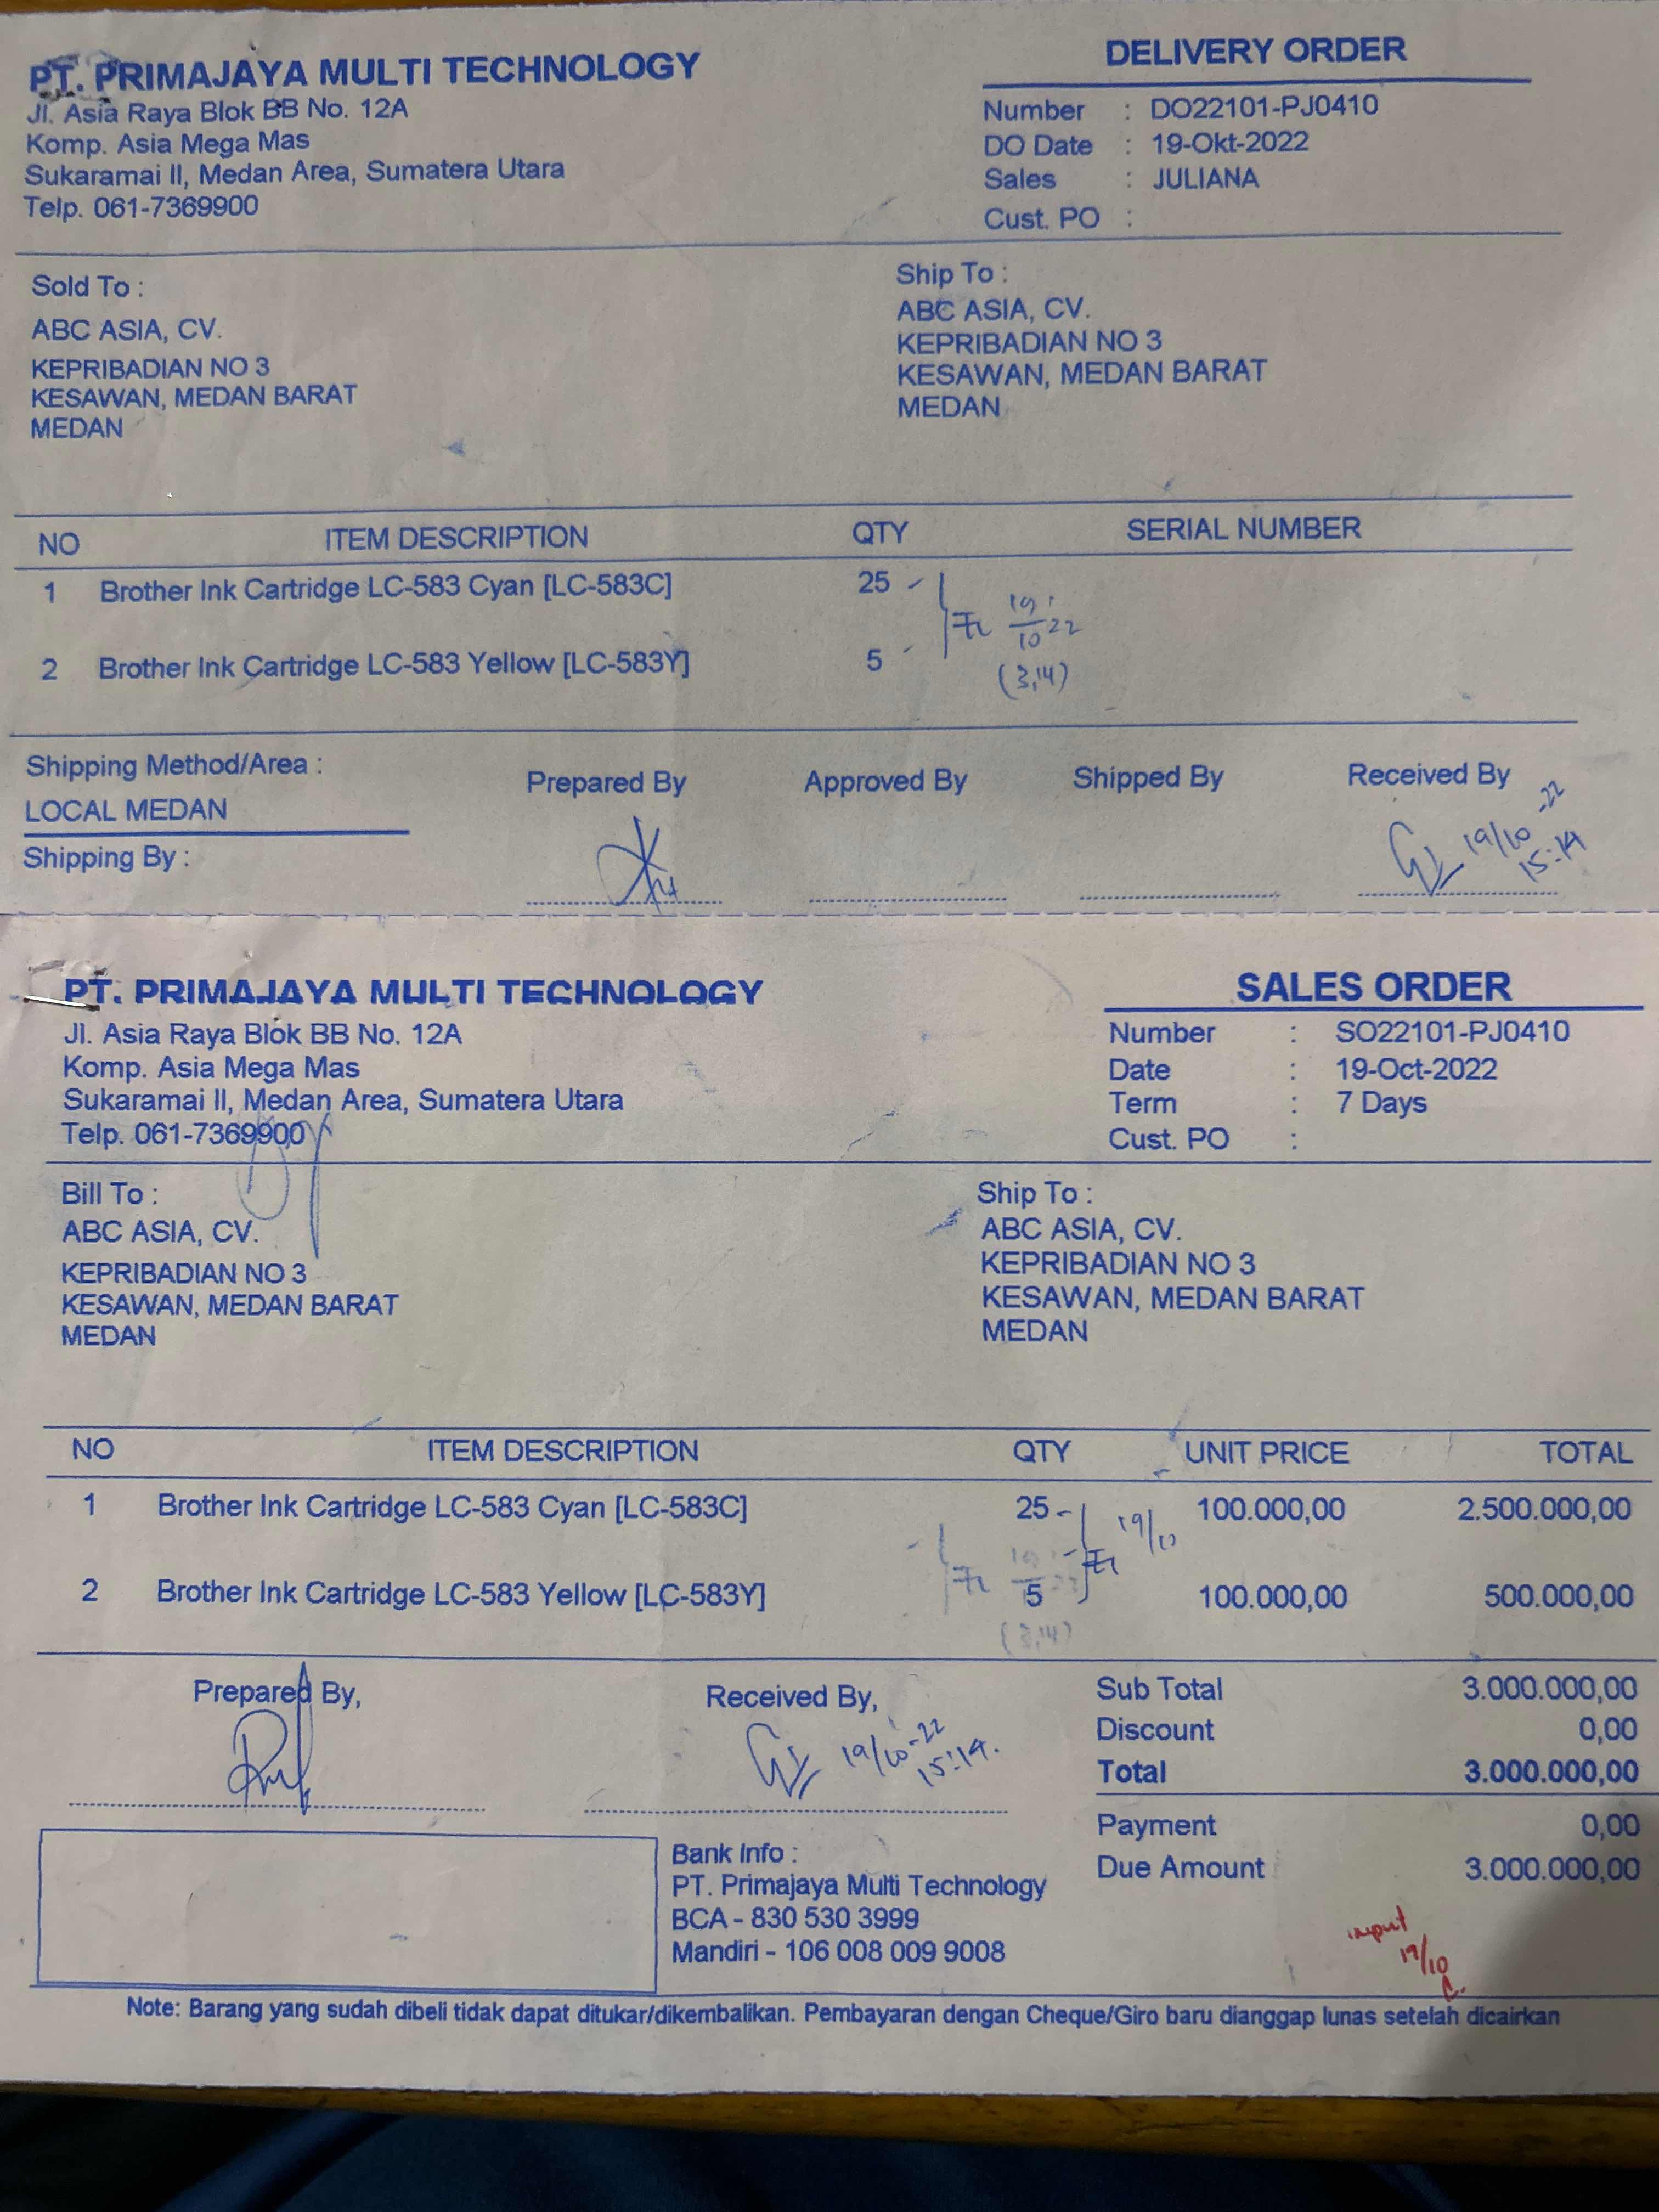 PT. PRIMAJAYA MULTI TECHNOLOGY
Jl. Asia Raya Blok BB No. 12A
Komp. Asia Mega Mas
Sukaramai II, Medan Area, Sumatera Utara
Telp. 061-7369900
DELIVERY ORDER
Number : DO22101-PJ0410
DO Date : 19-Okt-2022
Sales : JULIANA
Cust. PO :
Sold To :
ABC ASIA, CV.
KEPRIBADIAN NO 3
KESAWAN, MEDAN BARAT
MEDAN
Ship To :
ABC ASIA, CV.
KEPRIBADIAN NO 3
KESAWAN, MEDAN BARAT
MEDAN
NO ITEM DESCRIPTION QTY SERIAL NUMBER
1 Brother Ink Cartridge LC-583 Cyan [LC-583C] 25
19/10 22
2 Brother Ink Cartridge LC-583 Yellow [LC-583Y] 5
(3,14)
Shipping Method/Area :
LOCAL MEDAN
Shipping By :
Prepared By Approved By Shipped By Received By
19/10-22
15:14
PT. PRIMAJAYA MULTI TECHNOLOGY
Jl. Asia Raya Blok BB No. 12A
Komp. Asia Mega Mas
Sukaramai II, Medan Area, Sumatera Utara
Telp. 061-7369900
SALES ORDER
Number : SO22101-PJ0410
Date : 19-Oct-2022
Term : 7 Days
Cust. PO :
Bill To :
ABC ASIA, CV.
KEPRIBADIAN NO 3
KESAWAN, MEDAN BARAT
MEDAN
Ship To :
ABC ASIA, CV.
KEPRIBADIAN NO 3
KESAWAN, MEDAN BARAT
MEDAN
NO ITEM DESCRIPTION QTY UNIT PRICE TOTAL
1 Brother Ink Cartridge LC-583 Cyan [LC-583C] 25 100.000,00 2.500.000,00
19/10
2 Brother Ink Cartridge LC-583 Yellow [LC-583Y] 5 100.000,00 500.000,00
(3,14)
Prepared By,
Received By,
19/10-22
15:14.
Sub Total 3.000.000,00
Discount 0,00
Total 3.000.000,00
Payment 0,00
Due Amount 3.000.000,00
Bank Info :
PT. Primajaya Multi Technology
BCA - 830 530 3999
Mandiri - 106 008 009 9008
input
19/10
Note: Barang yang sudah dibeli tidak dapat ditukar/dikembalikan. Pembayaran dengan Cheque/Giro baru dianggap lunas setelah dicairkan